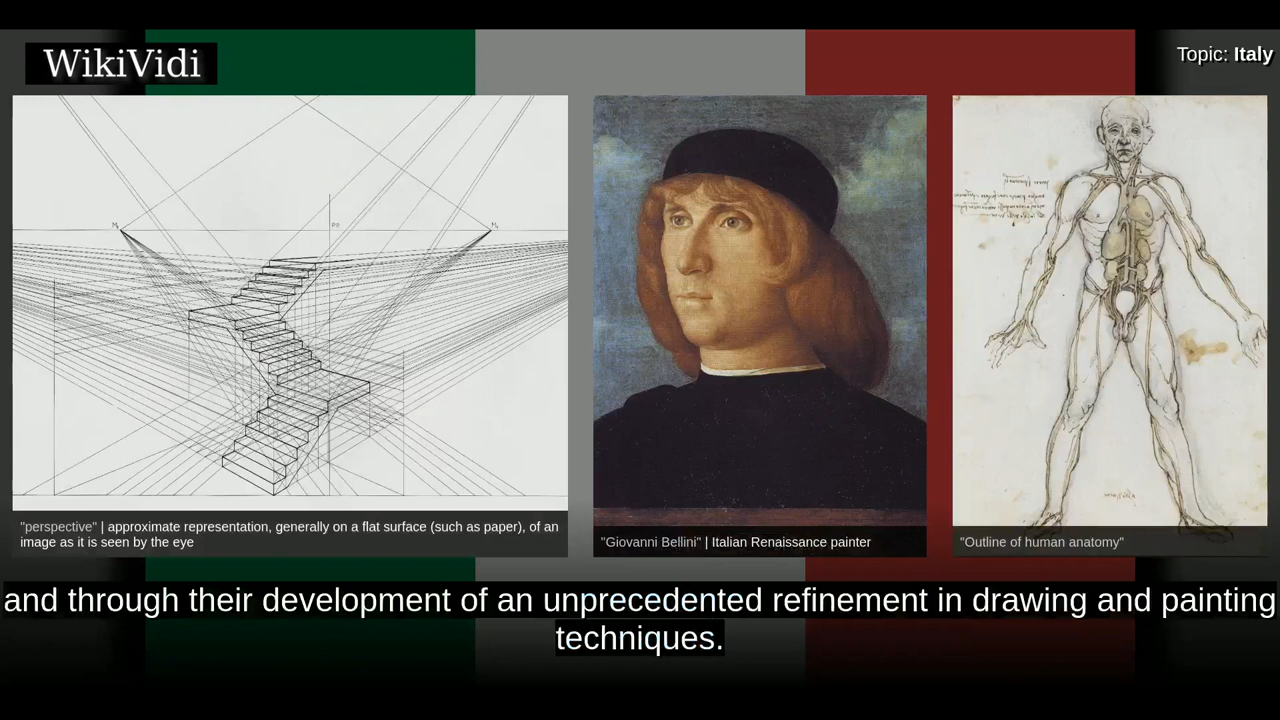 WikiVidi
Topic: Italy
M₁
PP.
"perspective" | approximate representation, generally on a flat surface (such as paper), of an
image as it is seen by the eye
"Giovanni Bellini" | Italian Renaissance painter
"Outline of human anatomy"
and through their development of an unprecedented refinement in drawing and painting
techniques.